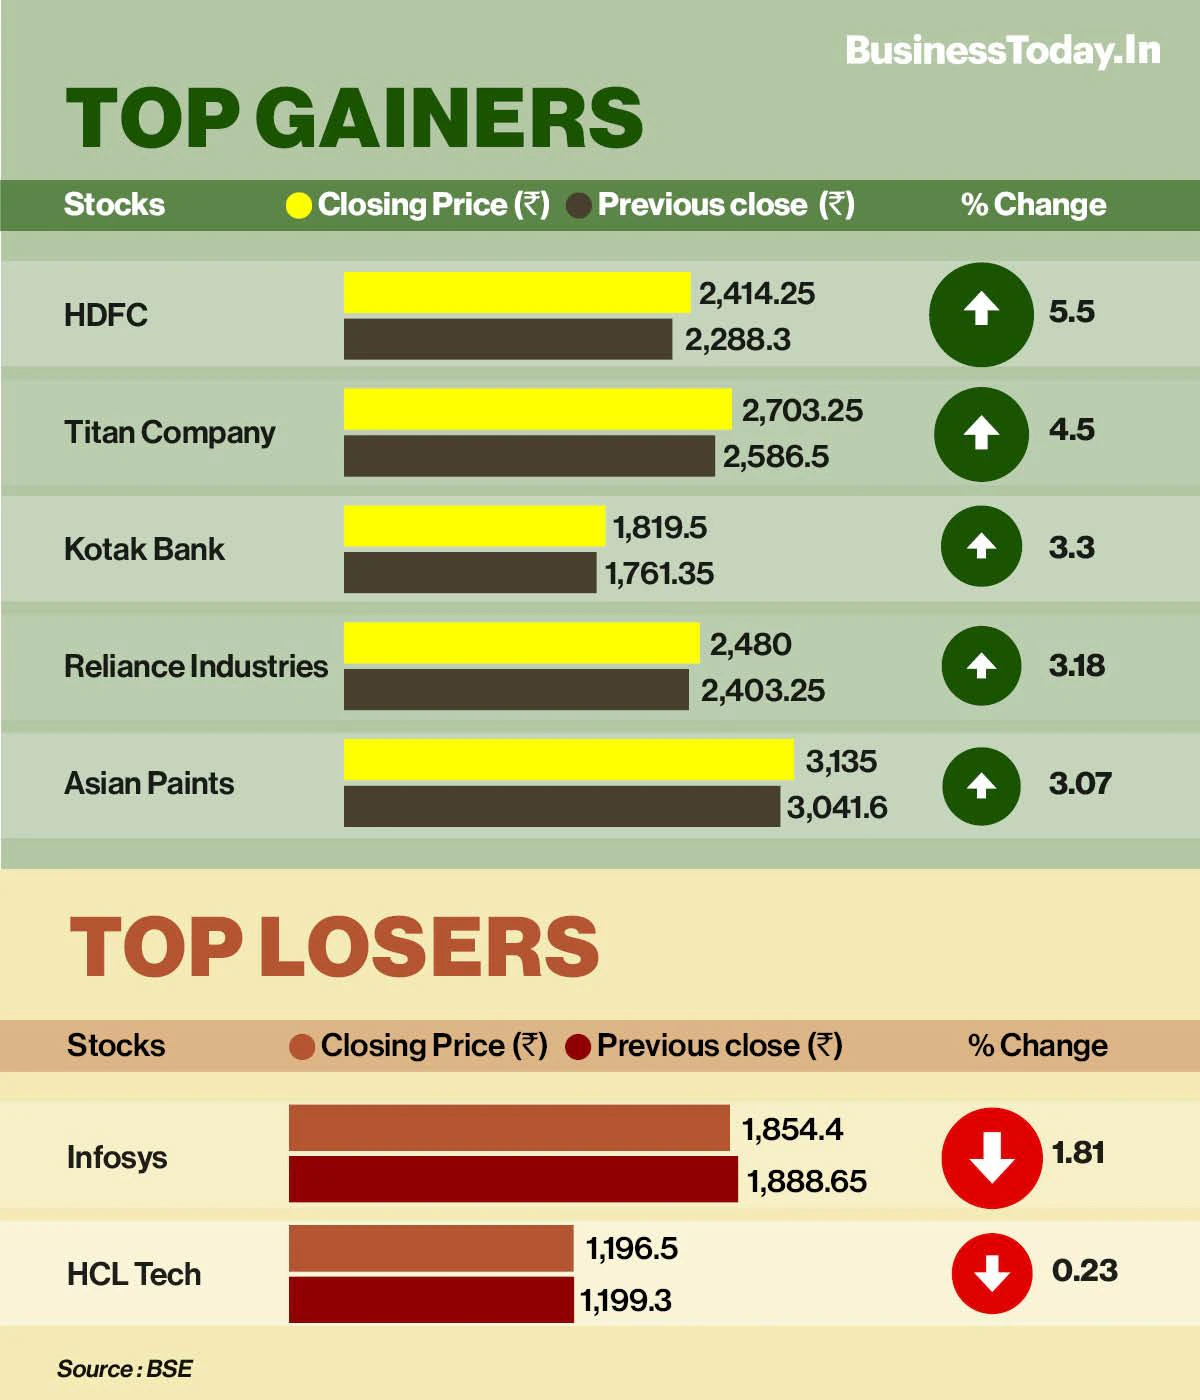 BusinessToday.In
TOP GAINERS
Stocks Closing Price (₹) Previous close (₹) % Change
HDFC 2,414.25 2,288.3 5.5
Titan Company 2,703.25 2,586.5 4.5
Kotak Bank 1,819.5 1,761.35 3.3
Reliance Industries 2,480 2,403.25 3.18
Asian Paints 3,135 3,041.6 3.07
TOP LOSERS
Stocks Closing Price (₹) Previous close (₹) % Change
Infosys 1,854.4 1,888.65 1.81
HCL Tech 1,196.5 1,199.3 0.23
Source : BSE